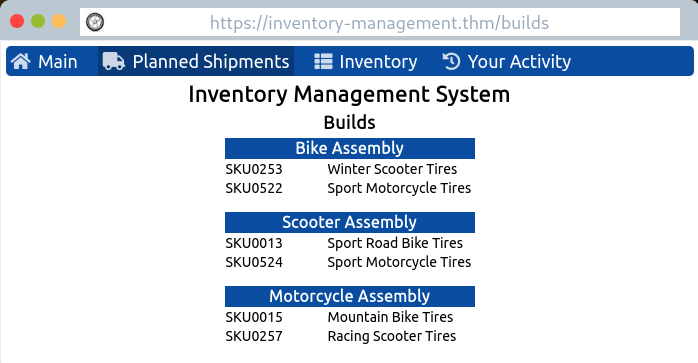 https://inventory-management.thm/builds
Main Planned Shipments Inventory Your Activity
Inventory Management System
Builds
Bike Assembly
SKU0253 Winter Scooter Tires
SKU0522 Sport Motorcycle Tires
Scooter Assembly
SKU0013 Sport Road Bike Tires
SKU0524 Sport Motorcycle Tires
Motorcycle Assembly
SKU0015 Mountain Bike Tires
SKU0257 Racing Scooter Tires